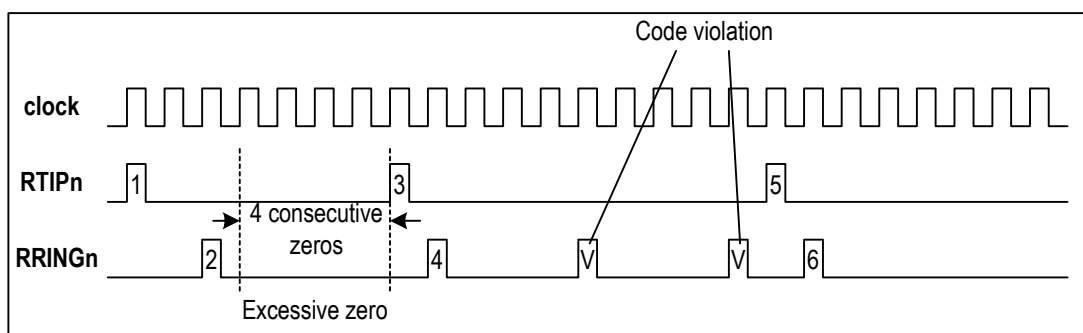 Code violation
clock
RTIPn
1
3
5
4 consecutive
zeros
RRINGn
2
4
V
V
6
Excessive zero